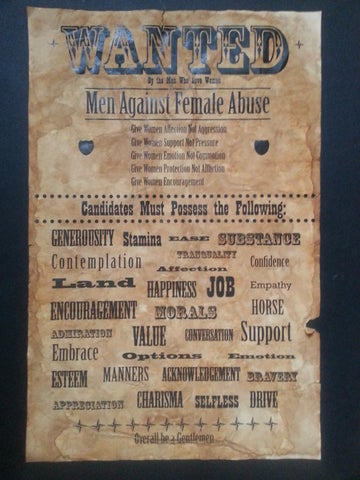 WANTED
By the Men Who Love Women
Men Against Female Abuse
Give Women Affection Not Aggression
Give Women Support Not Pressure
Give Women Emotion Not Commotion
Give Women Protection Not Affliction
Give Women Encouragement
Candidates Must Possess the Following:
GENEROUSITY Stamina EASE SUBSTANCE
TRANQUALITY
Contemplation Confidence
Affection
Land HAPPINESS JOB Empathy
ENCOURAGEMENT MORALS HORSE
ADMIRATION VALUE CONVERSATION Support
Embrace Options Emotion
ESTEEM MANNERS ACKNOWLEDGEMENT BRAVERY
APPRECIATION CHARISMA SELFLESS DRIVE
Overall be a Gentlemen